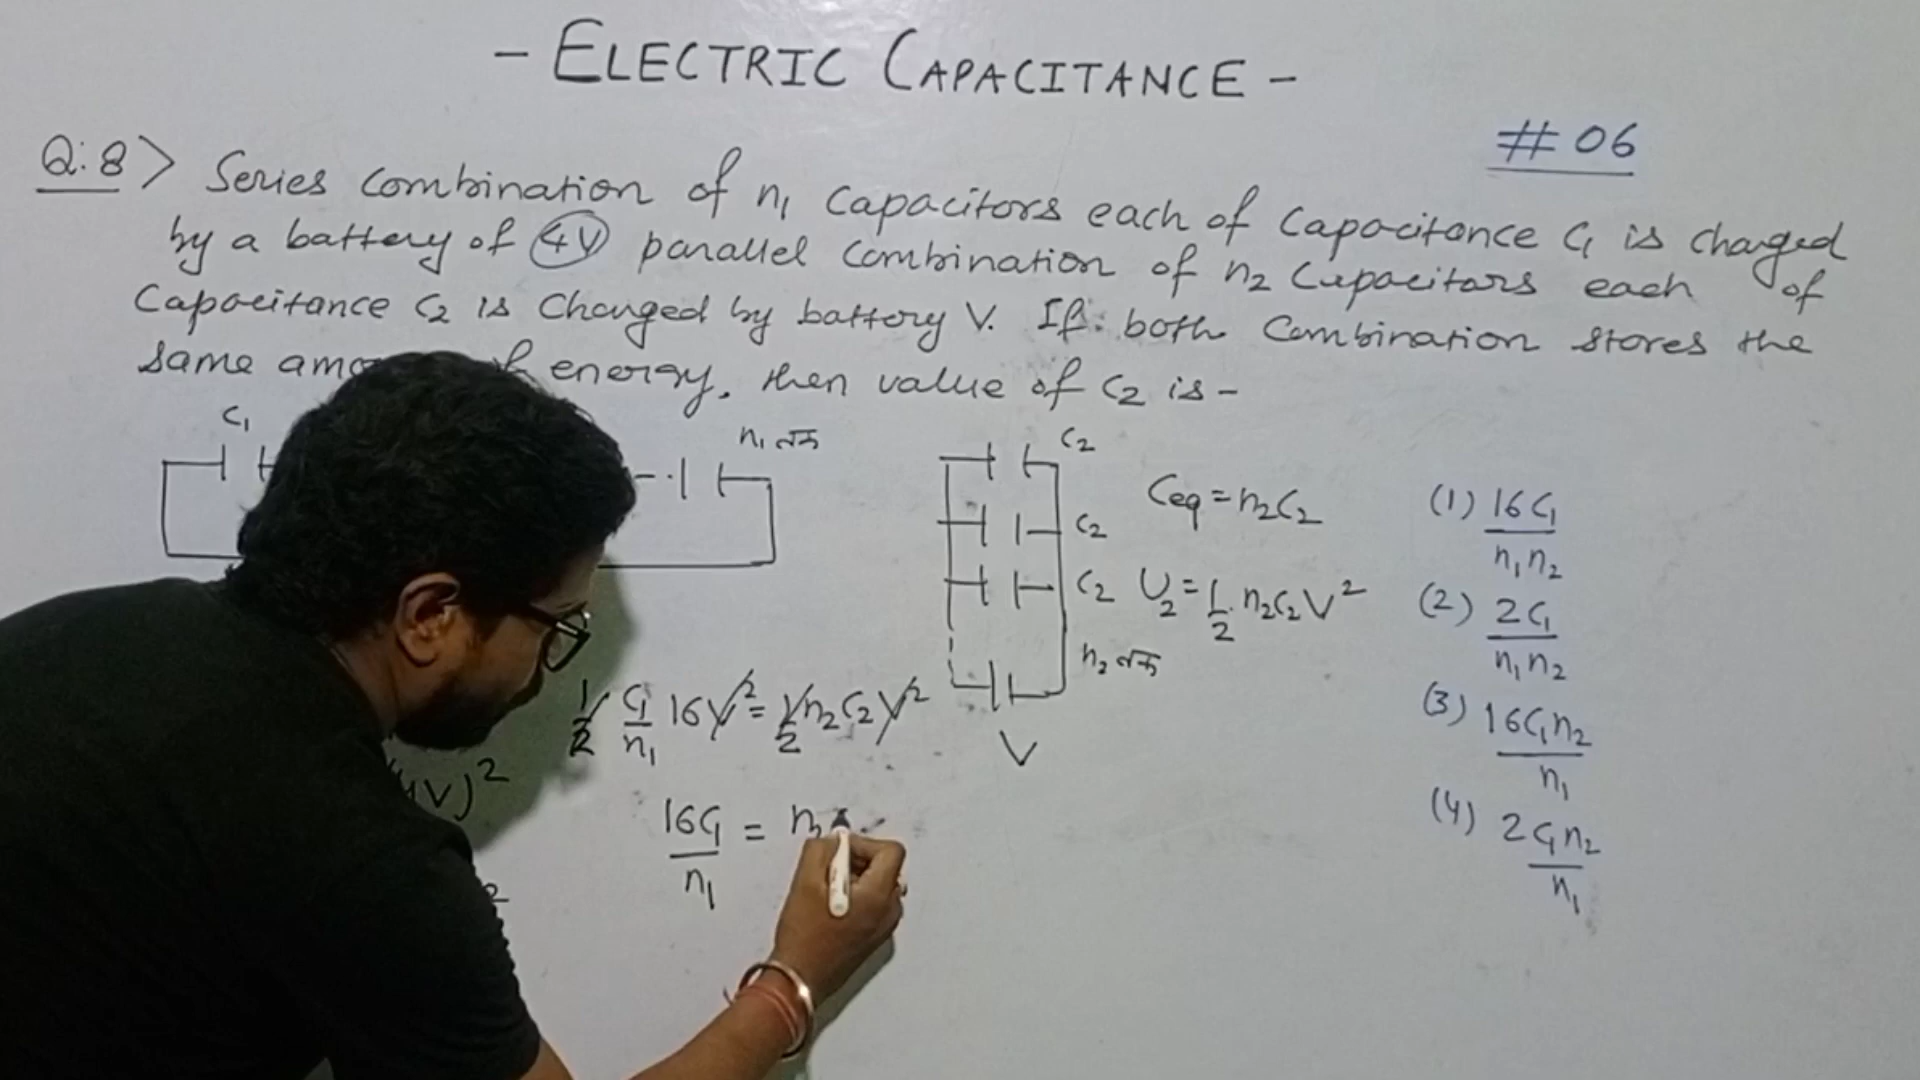 - ELECTRIC CAPACITANCE -
# 06
Q:8> Series combination of n₁ capacitors each of capacitance C₁ is charged
by a battery of 4V parallel combination of n₂ capacitors each of
Capacitance C₂ is charged by battery V. If both combination stores the
same energy, then value of C₂ is -
C₁
n₁ तक
C₂
C₂
C₂
n₂ तक
V
Ceq = n₂C₂
U₂ = 1/2 . n₂C₂V²
4V)²
2
1/2 C₁/n₁ 16V² = 1/2 n₂C₂V²
16C₁/n₁ = n₂
(1) 16C₁/n₁n₂
(2) 2C₁/n₁n₂
(3) 16C₁n₂/n₁
(4) 2C₁n₂/n₁